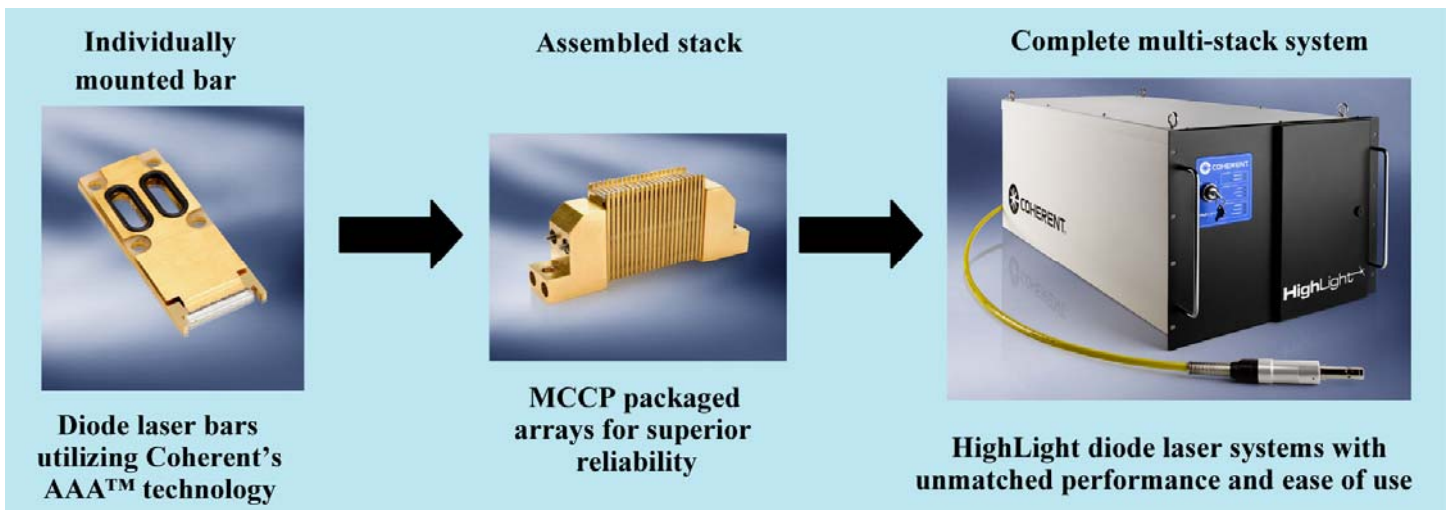 Individually
mounted bar
Assembled stack
Complete multi-stack system
COHERENT
COHERENT
HighLight
Diode laser bars
utilizing Coherent's
AAA™ technology
MCCP packaged
arrays for superior
reliability
HighLight diode laser systems with
unmatched performance and ease of use